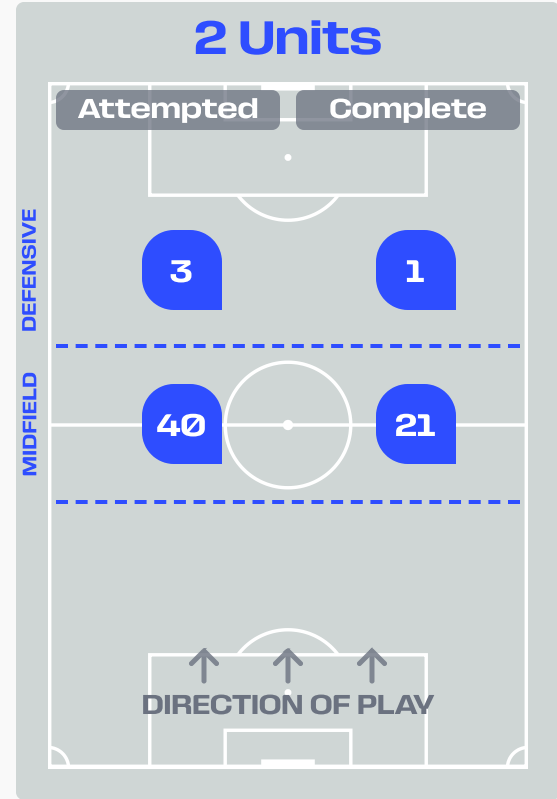 2 Units
Attempted
Complete
DEFENSIVE
3
1
MIDFIELD
40
21
DIRECTION OF PLAY